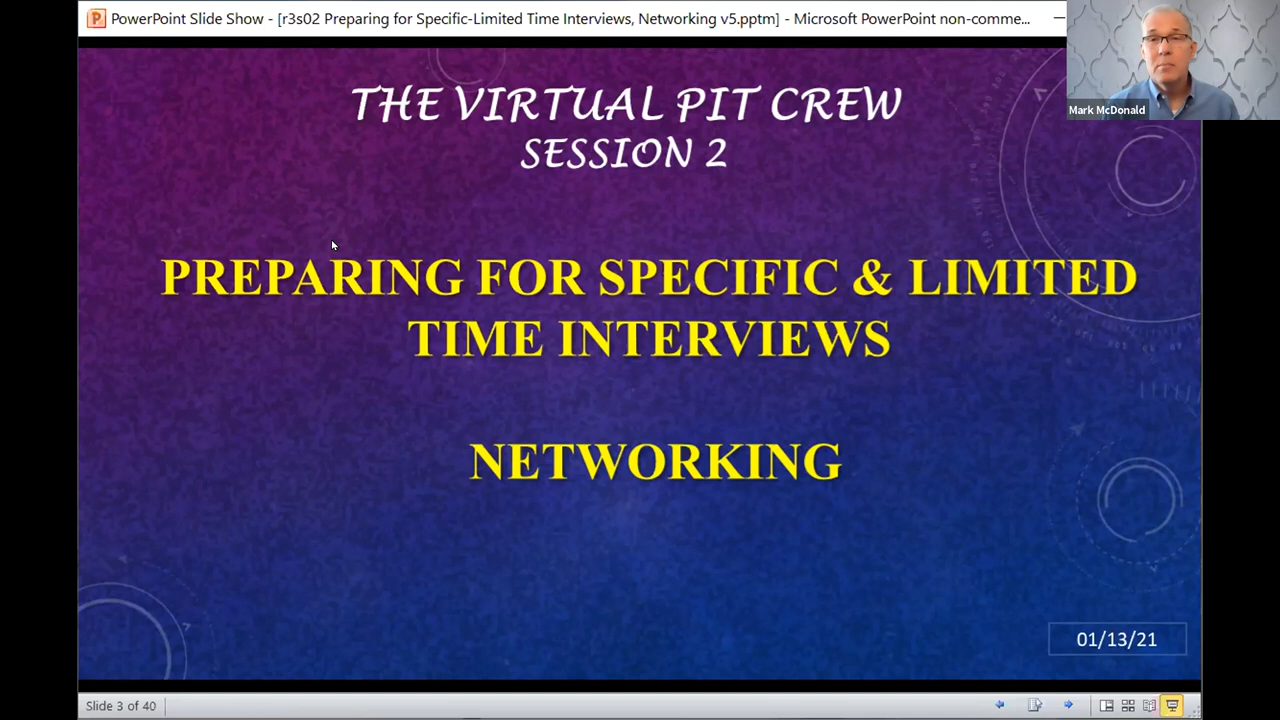 PowerPoint Slide Show - [r3s02 Preparing for Specific-Limited Time Interviews, Networking v5.pptm] - Microsoft PowerPoint non-comme...
Mark McDonald
THE VIRTUAL PIT CREW
SESSION 2
PREPARING FOR SPECIFIC & LIMITED
TIME INTERVIEWS
NETWORKING
01/13/21
Slide 3 of 40